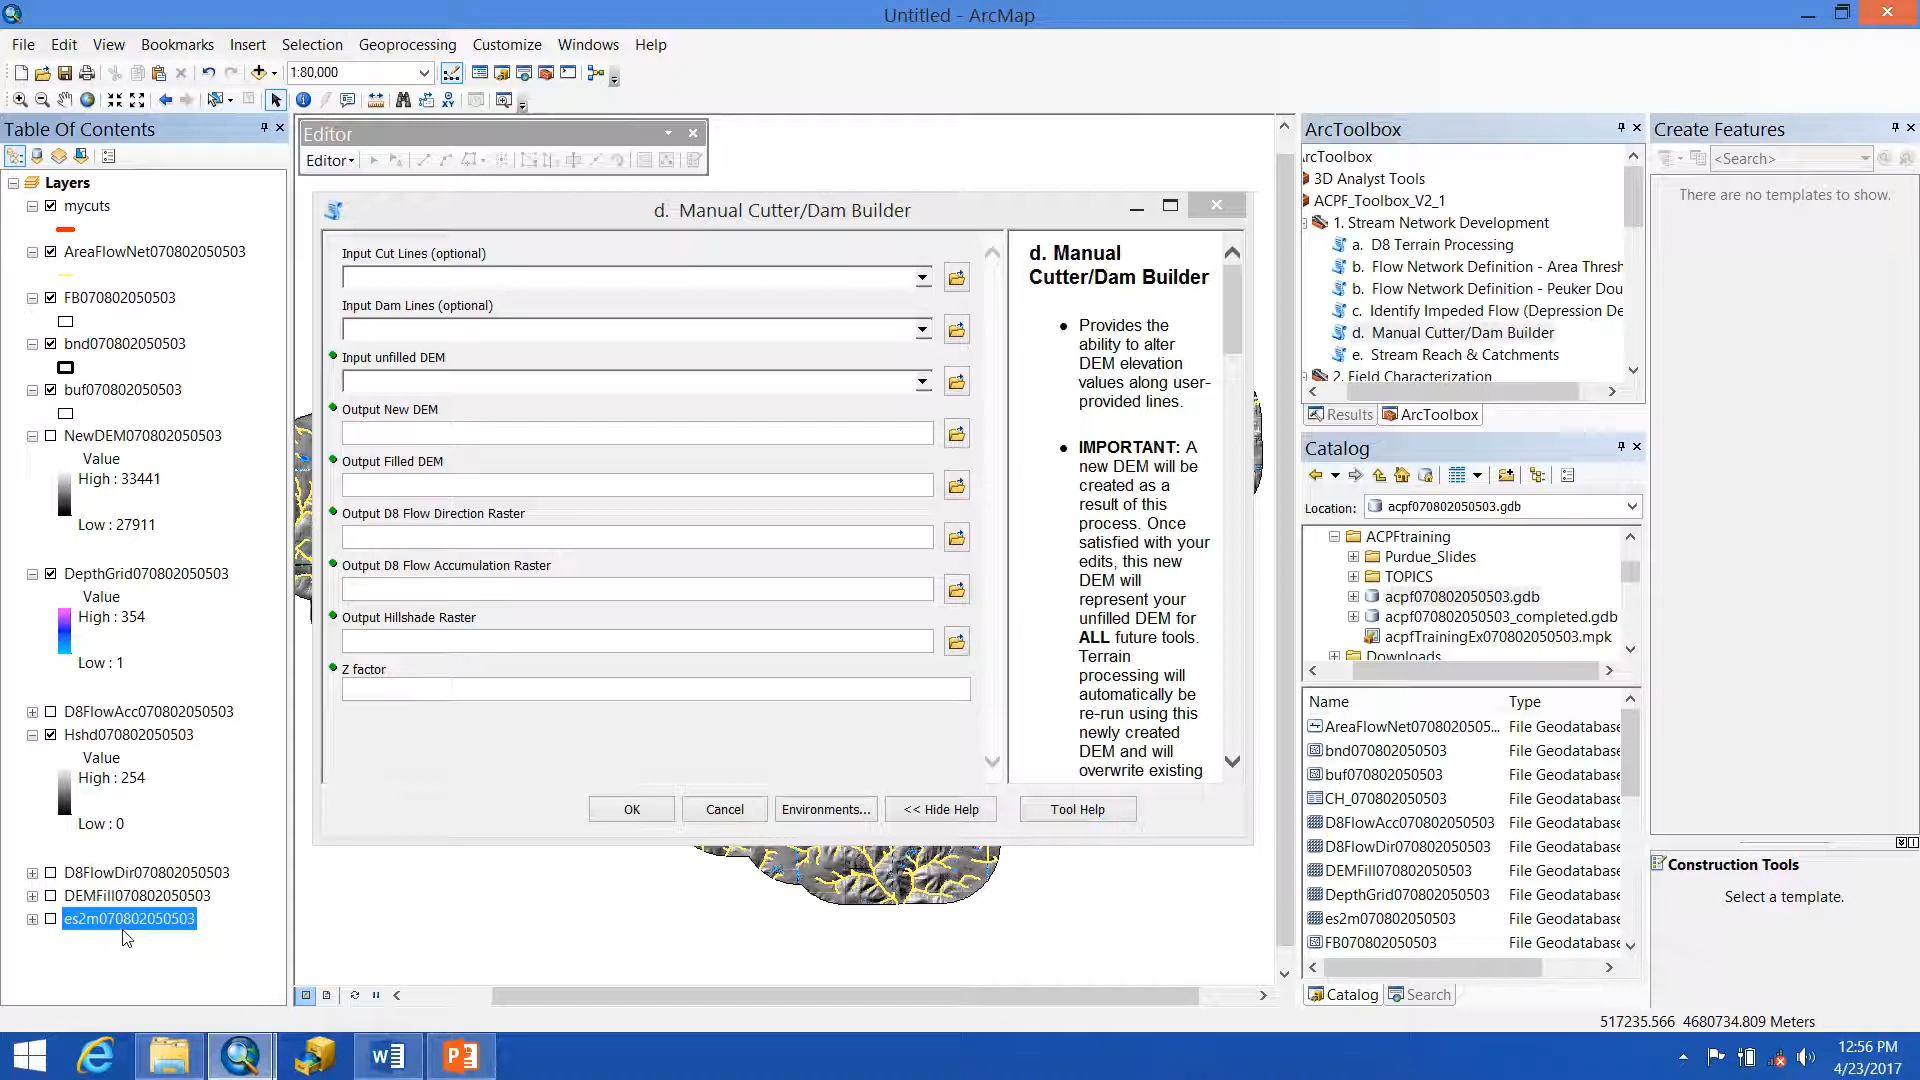 Untitled - ArcMap
File Edit View Bookmarks Insert Selection Geoprocessing Customize Windows Help
1:80,000
Table Of Contents
Layers
mycuts
AreaFlowNet070802050503
FB070802050503
bnd070802050503
buf070802050503
NewDEM070802050503
Value
High : 33441
Low : 27911
DepthGrid070802050503
Value
High : 354
Low : 1
D8FlowAcc070802050503
Hshd070802050503
Value
High : 254
Low : 0
D8FlowDir070802050503
DEMFill070802050503
es2m070802050503
Editor
Editor
d. Manual Cutter/Dam Builder
Input Cut Lines (optional)
Input Dam Lines (optional)
Input unfilled DEM
Output New DEM
Output Filled DEM
Output D8 Flow Direction Raster
Output D8 Flow Accumulation Raster
Output Hillshade Raster
Z factor
OK Cancel Environments... << Hide Help Tool Help
d. Manual
Cutter/Dam Builder
• Provides the
ability to alter
DEM elevation
values along user-
provided lines.
• IMPORTANT: A
new DEM will be
created as a
result of this
process. Once
satisfied with your
edits, this new
DEM will
represent your
unfilled DEM for
ALL future tools.
Terrain
processing will
automatically be
re-run using this
newly created
DEM and will
overwrite existing
ArcToolbox
rcToolbox
3D Analyst Tools
ACPF_Toolbox_V2_1
1. Stream Network Development
a. D8 Terrain Processing
b. Flow Network Definition - Area Thresh
b. Flow Network Definition - Peuker Dou
c. Identify Impeded Flow (Depression De
d. Manual Cutter/Dam Builder
e. Stream Reach & Catchments
2. Field Characterization
Results ArcToolbox
Catalog
Location: acpf070802050503.gdb
ACPFtraining
Purdue_Slides
TOPICS
acpf070802050503.gdb
acpf070802050503_completed.gdb
acpfTrainingEx070802050503.mpk
Downloads
Name Type
AreaFlowNet0708020505... File Geodatabase
bnd070802050503 File Geodatabase
buf070802050503 File Geodatabase
CH_070802050503 File Geodatabase
D8FlowAcc070802050503 File Geodatabase
D8FlowDir070802050503 File Geodatabase
DEMFill070802050503 File Geodatabase
DepthGrid070802050503 File Geodatabase
es2m070802050503 File Geodatabase
FB070802050503 File Geodatabase
Catalog Search
Create Features
<Search>
There are no templates to show.
Construction Tools
Select a template.
517235.566 4680734.809 Meters
12:56 PM
4/23/2017